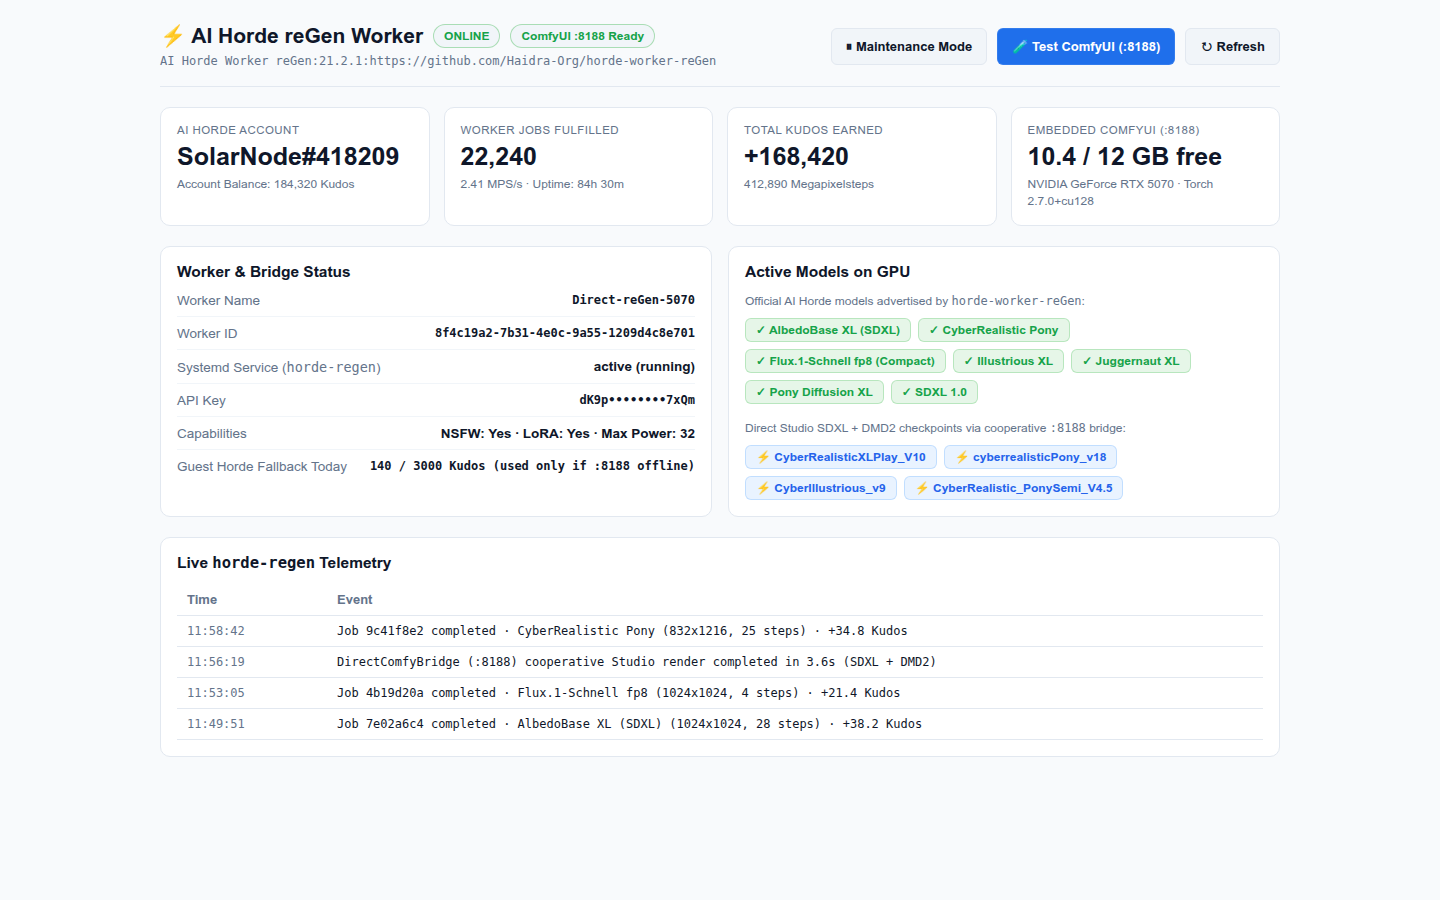 ⚡ AI Horde reGen Worker ONLINE ComfyUI :8188 Ready
AI Horde Worker reGen:21.2.1:https://github.com/Haidra-Org/horde-worker-reGen
Maintenance Mode
Test ComfyUI (:8188)
↻ Refresh
AI HORDE ACCOUNT
SolarNode#418209
Account Balance: 184,320 Kudos
WORKER JOBS FULFILLED
22,240
2.41 MPS/s · Uptime: 84h 30m
TOTAL KUDOS EARNED
+168,420
412,890 Megapixelsteps
EMBEDDED COMFYUI (:8188)
10.4 / 12 GB free
NVIDIA GeForce RTX 5070 · Torch
2.7.0+cu128
Worker & Bridge Status
Worker Name Direct-reGen-5070
Worker ID 8f4c19a2-7b31-4e0c-9a55-1209d4c8e701
Systemd Service (horde-regen) active (running)
API Key dK9p••••••••7xQm
Capabilities NSFW: Yes · LoRA: Yes · Max Power: 32
Guest Horde Fallback Today 140 / 3000 Kudos (used only if :8188 offline)
Active Models on GPU
Official AI Horde models advertised by horde-worker-reGen:
✓ AlbedoBase XL (SDXL) ✓ CyberRealistic Pony
✓ Flux.1-Schnell fp8 (Compact) ✓ Illustrious XL ✓ Juggernaut XL
✓ Pony Diffusion XL ✓ SDXL 1.0
Direct Studio SDXL + DMD2 checkpoints via cooperative :8188 bridge:
⚡ CyberRealisticXLPlay_V10 ⚡ cyberrealisticPony_v18
⚡ CyberIllustrious_v9 ⚡ CyberRealistic_PonySemi_V4.5
Live horde-regen Telemetry
Time Event
11:58:42 Job 9c41f8e2 completed · CyberRealistic Pony (832x1216, 25 steps) · +34.8 Kudos
11:56:19 DirectComfyBridge (:8188) cooperative Studio render completed in 3.6s (SDXL + DMD2)
11:53:05 Job 4b19d20a completed · Flux.1-Schnell fp8 (1024x1024, 4 steps) · +21.4 Kudos
11:49:51 Job 7e02a6c4 completed · AlbedoBase XL (SDXL) (1024x1024, 28 steps) · +38.2 Kudos